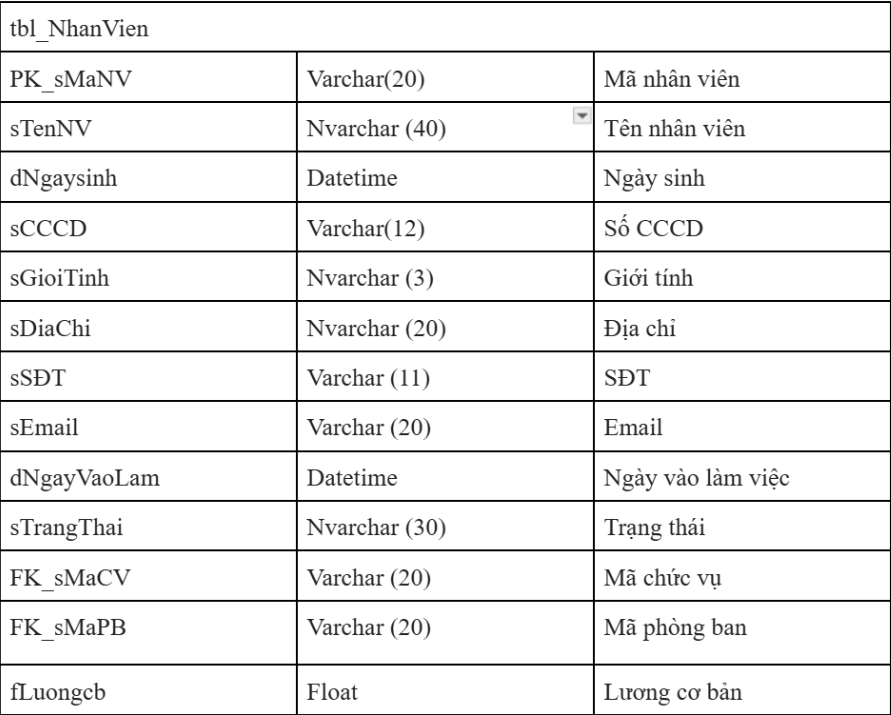 tbl_NhanVien
PK_sMaNV Varchar(20) Mã nhân viên
sTenNV Nvarchar (40) Tên nhân viên
dNgaysinh Datetime Ngày sinh
sCCCD Varchar(12) Số CCCD
sGioiTinh Nvarchar (3) Giới tính
sDiaChi Nvarchar (20) Địa chỉ
sSĐT Varchar (11) SĐT
sEmail Varchar (20) Email
dNgayVaoLam Datetime Ngày vào làm việc
sTrangThai Nvarchar (30) Trạng thái
FK_sMaCV Varchar (20) Mã chức vụ
FK_sMaPB Varchar (20) Mã phòng ban
fLuongcb Float Lương cơ bản